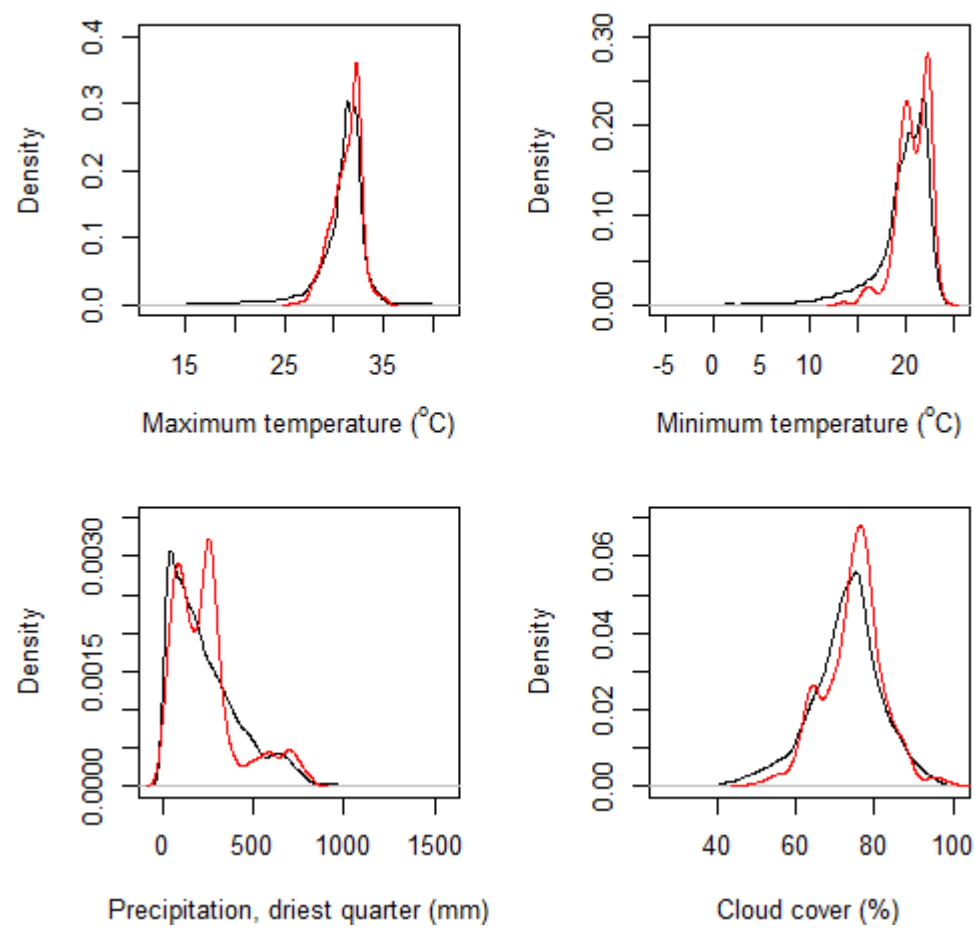 Density
0.0 0.1 0.2 0.3 0.4
15 25 35
Maximum temperature (°C)
Density
0.00 0.10 0.20 0.30
-5 0 5 10 20
Minimum temperature (°C)
Density
0.0000 0.0015 0.0030
0 500 1000 1500
Precipitation, driest quarter (mm)
Density
0.00 0.02 0.04 0.06
40 60 80 100
Cloud cover (%)